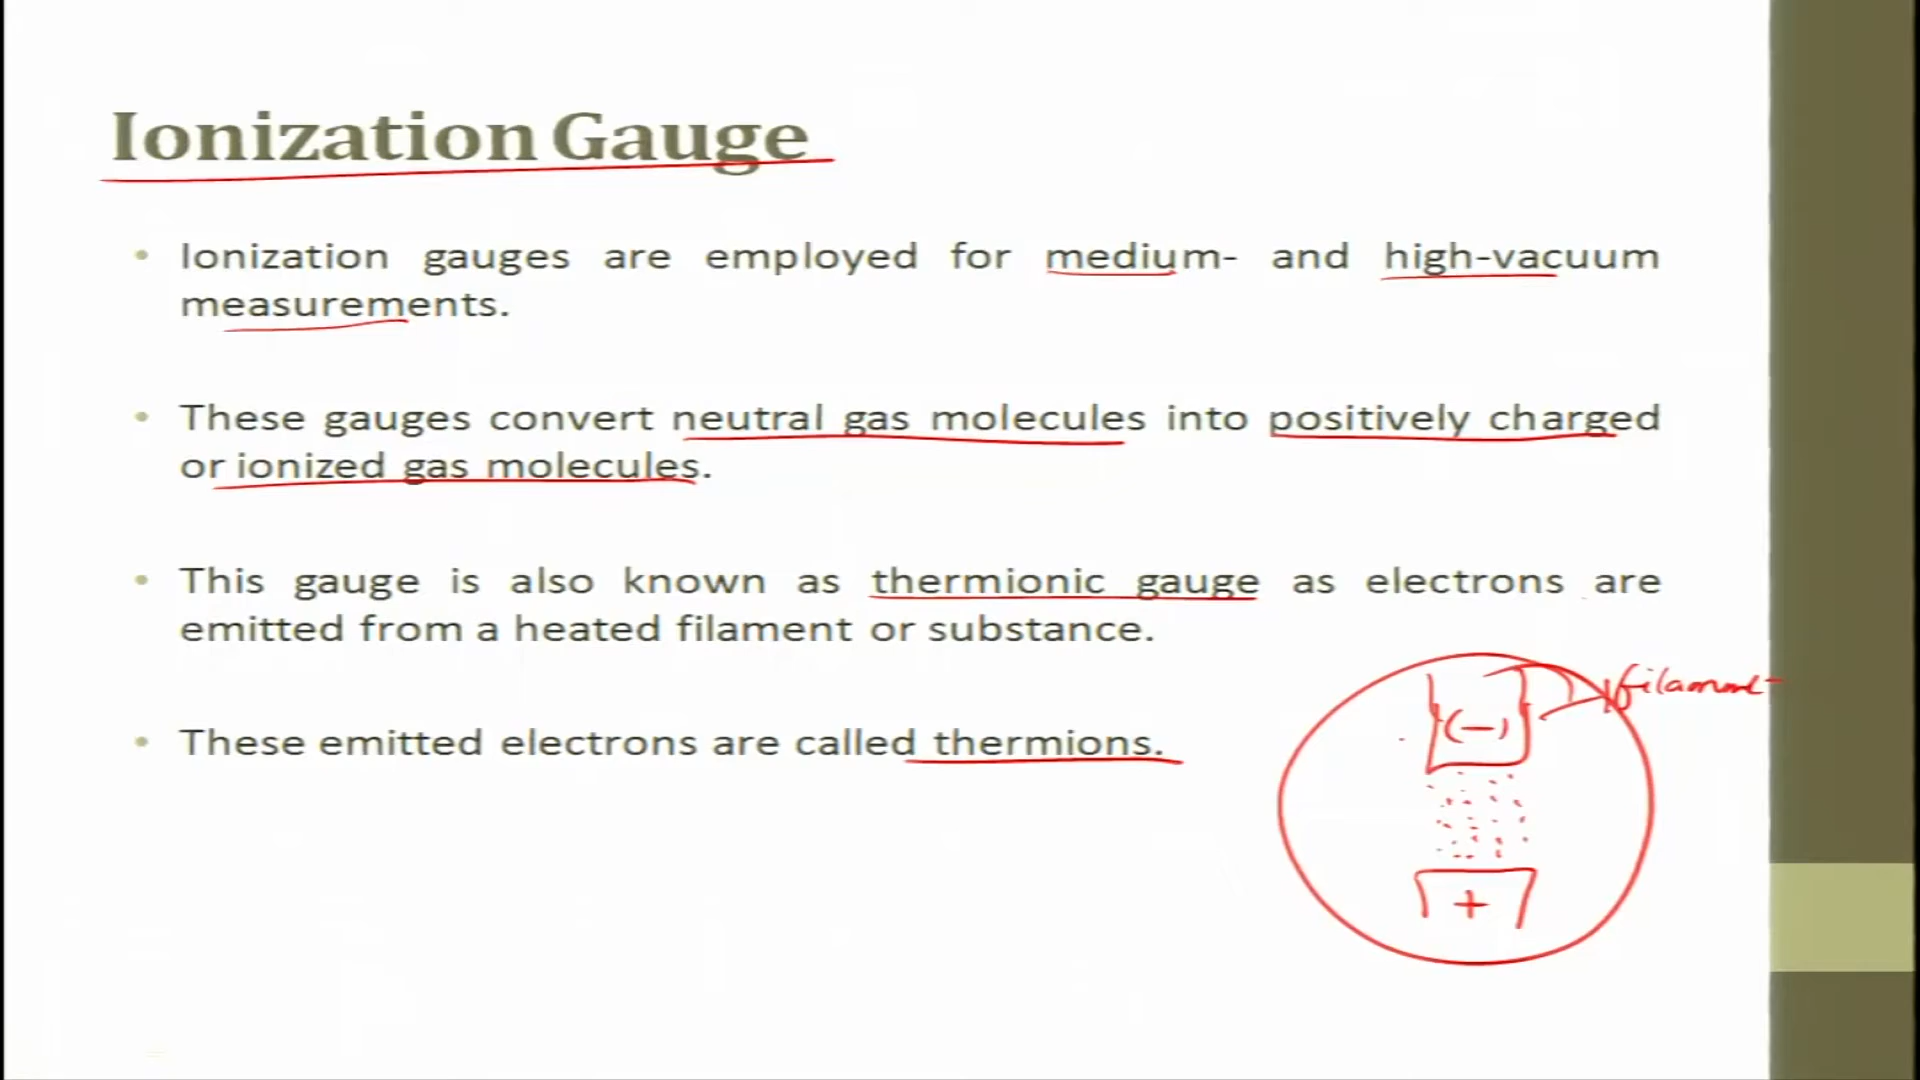 Ionization Gauge
• Ionization gauges are employed for medium- and high-vacuum
measurements.
• These gauges convert neutral gas molecules into positively charged
or ionized gas molecules.
• This gauge is also known as thermionic gauge as electrons are
emitted from a heated filament or substance.
filament
• These emitted electrons are called thermions.
(-)
+